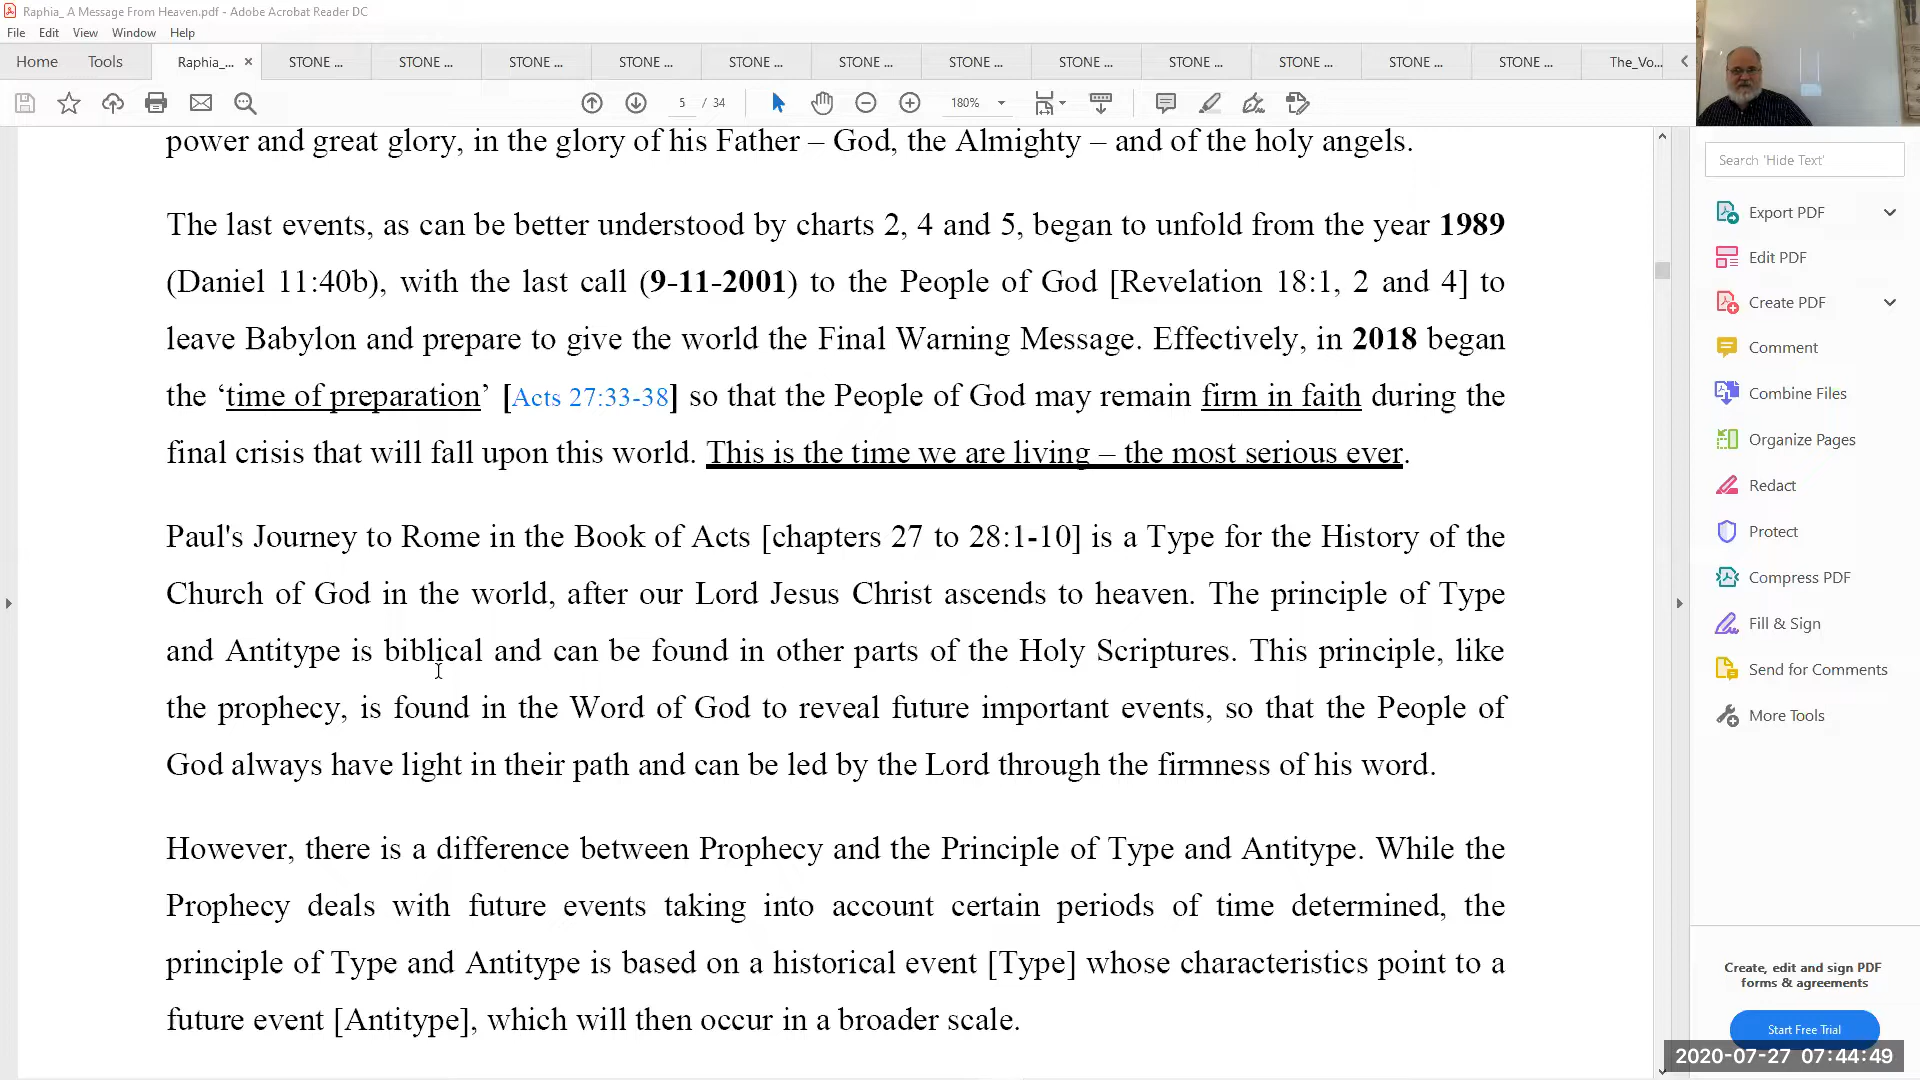 Raphia_ A Message From Heaven.pdf - Adobe Acrobat Reader DC
File Edit View Window Help
Home Tools Raphia_... × STONE ... STONE ... STONE ... STONE ... STONE ... STONE ... STONE ... STONE ... STONE ... STONE ... STONE ... STONE ... The_Vo...
5 / 34 180%
power and great glory, in the glory of his Father – God, the Almighty – and of the holy angels.
The last events, as can be better understood by charts 2, 4 and 5, began to unfold from the year 1989
(Daniel 11:40b), with the last call (9-11-2001) to the People of God [Revelation 18:1, 2 and 4] to
leave Babylon and prepare to give the world the Final Warning Message. Effectively, in 2018 began
the ‘time of preparation’ [Acts 27:33-38] so that the People of God may remain firm in faith during the
final crisis that will fall upon this world. This is the time we are living – the most serious ever.
Paul's Journey to Rome in the Book of Acts [chapters 27 to 28:1-10] is a Type for the History of the
Church of God in the world, after our Lord Jesus Christ ascends to heaven. The principle of Type
and Antitype is biblical and can be found in other parts of the Holy Scriptures. This principle, like
the prophecy, is found in the Word of God to reveal future important events, so that the People of
God always have light in their path and can be led by the Lord through the firmness of his word.
However, there is a difference between Prophecy and the Principle of Type and Antitype. While the
Prophecy deals with future events taking into account certain periods of time determined, the
principle of Type and Antitype is based on a historical event [Type] whose characteristics point to a
future event [Antitype], which will then occur in a broader scale.
Search 'Hide Text'
Export PDF
Edit PDF
Create PDF
Comment
Combine Files
Organize Pages
Redact
Protect
Compress PDF
Fill & Sign
Send for Comments
More Tools
Create, edit and sign PDF
forms & agreements
Start Free Trial
2020-07-27 07:44:49